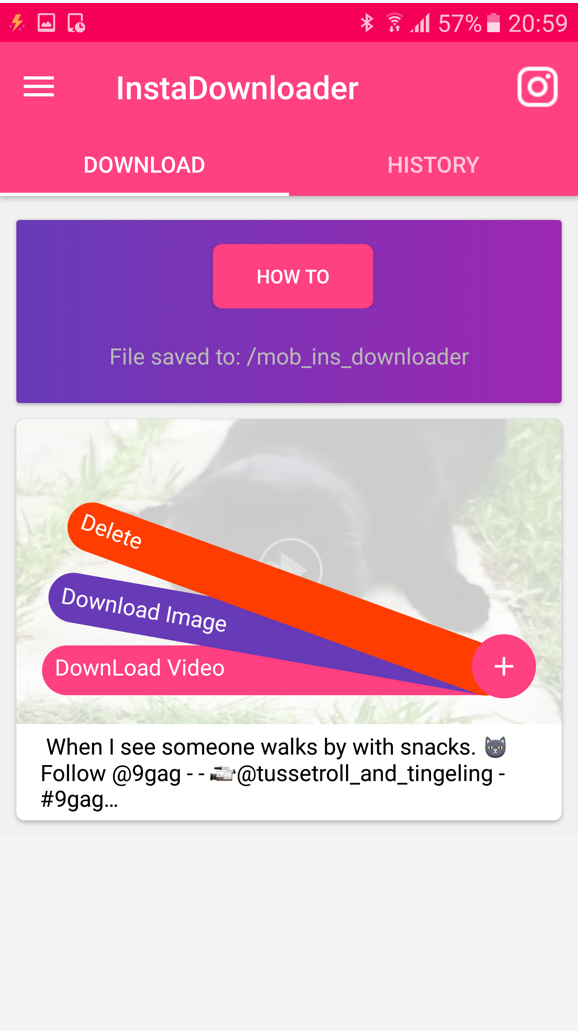 57% 20:59
InstaDownloader
DOWNLOAD HISTORY
HOW TO
File saved to: /mob_ins_downloader
Delete
Download Image
DownLoad Video
+
When I see someone walks by with snacks. 😼
Follow @9gag - - 🎥@tussetroll_and_tingeling -
#9gag…